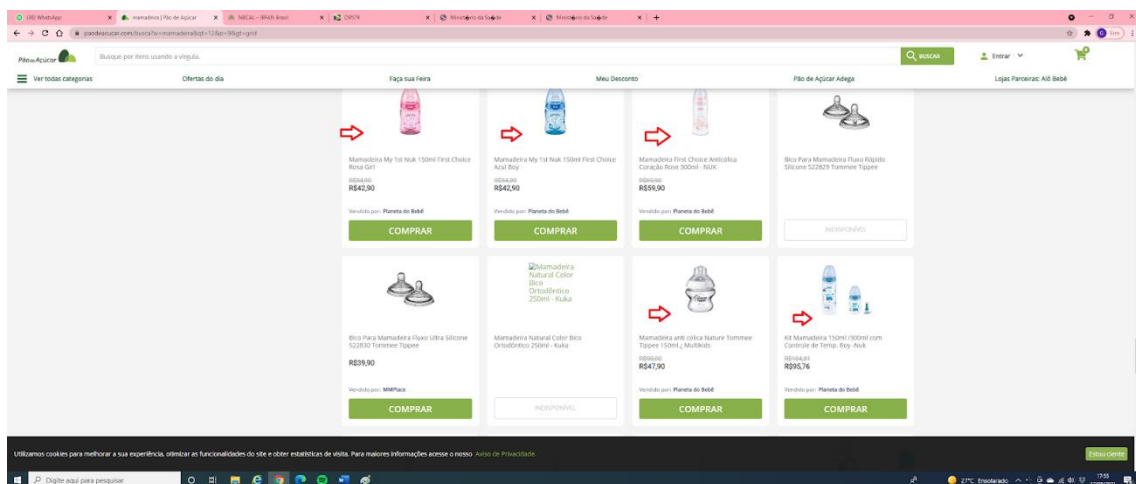 (30) WhatsApp
mamadeira | Pão de Açúcar
NBCAL – IBFAN Brasil
D9579
Ministério da Saúde
Ministério da Saúde
paodeacucar.com/busca?w=mamadeira&qt=12&p=9&gt=grid
Pão de Açúcar
Busque por itens usando a vírgula.
BUSCAR
Entrar
Ver todas categorias
Ofertas do dia
Faça sua Feira
Meu Desconto
Pão de Açúcar Adega
Lojas Parceiras: Alô Bebê
Mamadeira My 1st Nuk 150ml First Choice
Rosa Girl
R$42,90
Vendido por: Planeta do Bebê
COMPRAR
Mamadeira My 1st Nuk 150ml First Choice
Azul Boy
R$42,90
Vendido por: Planeta do Bebê
COMPRAR
Mamadeira First Choice Anticólica
Coração Rose 300ml - NUK
R$59,90
Vendido por: Planeta do Bebê
COMPRAR
Bico Para Mamadeira Fluxo Rápido
Silicone 522829 Tommee Tippee
INDISPONÍVEL
Bico Para Mamadeira Fluxo Ultra Silicone
522830 Tommee Tippee
R$39,90
Vendido por: MMPlace
COMPRAR
Mamadeira
Natural Color
Bico
Ortodôntico
250ml - Kuka
Mamadeira Natural Color Bico
Ortodôntico 250ml - Kuka
INDISPONÍVEL
Mamadeira anti cólica Nature Tommee
Tippee 150ml ¿ Multikids
R$47,90
Vendido por: Planeta do Bebê
COMPRAR
Kit Mamadeira 150ml /300ml com
Controle de Temp. Boy -Nuk
R$104,31
R$95,76
Vendido por: Planeta do Bebê
COMPRAR
Utilizamos cookies para melhorar a sua experiência, otimizar as funcionalidades do site e obter estatísticas de visita. Para maiores informações acesse o nosso Aviso de Privacidade.
Estou ciente
Digite aqui para pesquisar
27°C Ensolarado
17:55